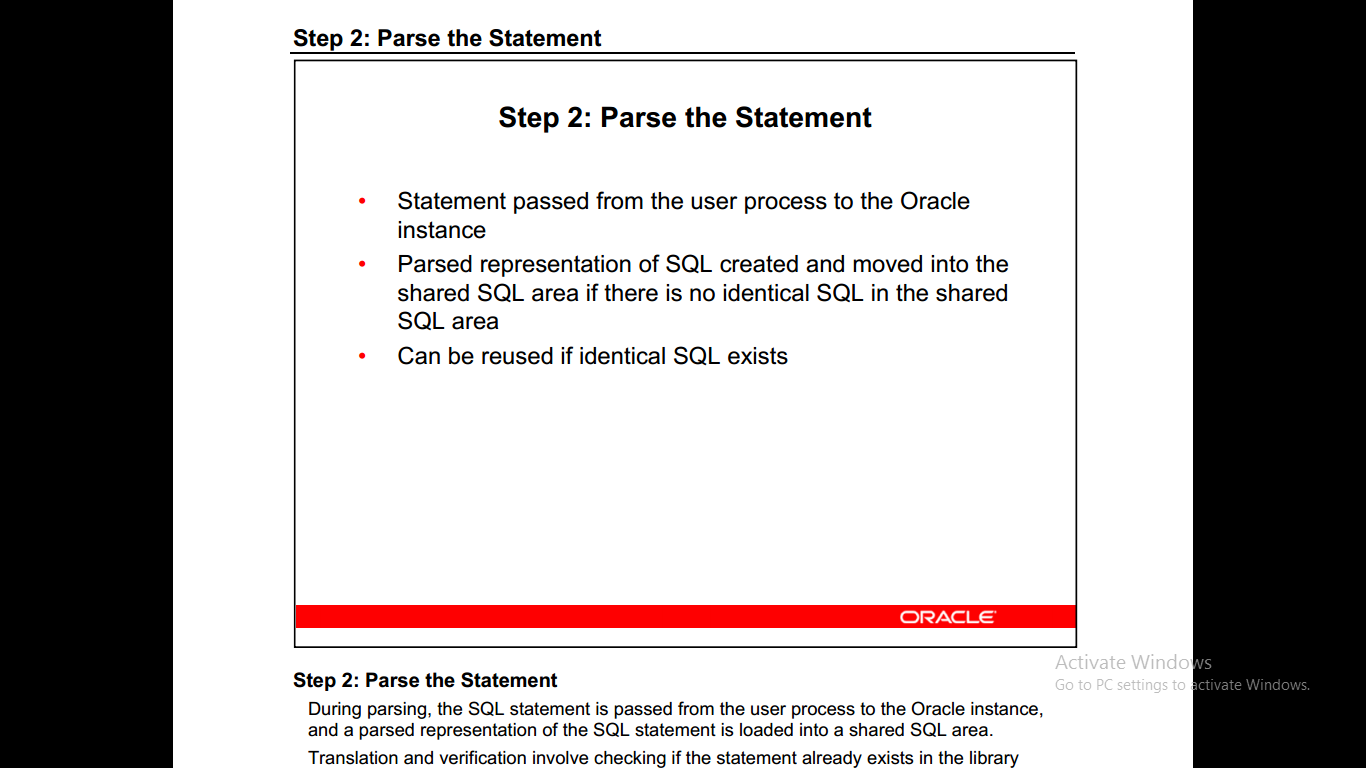 Step 2: Parse the Statement
Step 2: Parse the Statement
• Statement passed from the user process to the Oracle
instance
• Parsed representation of SQL created and moved into the
shared SQL area if there is no identical SQL in the shared
SQL area
• Can be reused if identical SQL exists
ORACLE
Activate Windows
Go to PC settings to activate Windows.
Step 2: Parse the Statement
During parsing, the SQL statement is passed from the user process to the Oracle instance,
and a parsed representation of the SQL statement is loaded into a shared SQL area.
Translation and verification involve checking if the statement already exists in the library